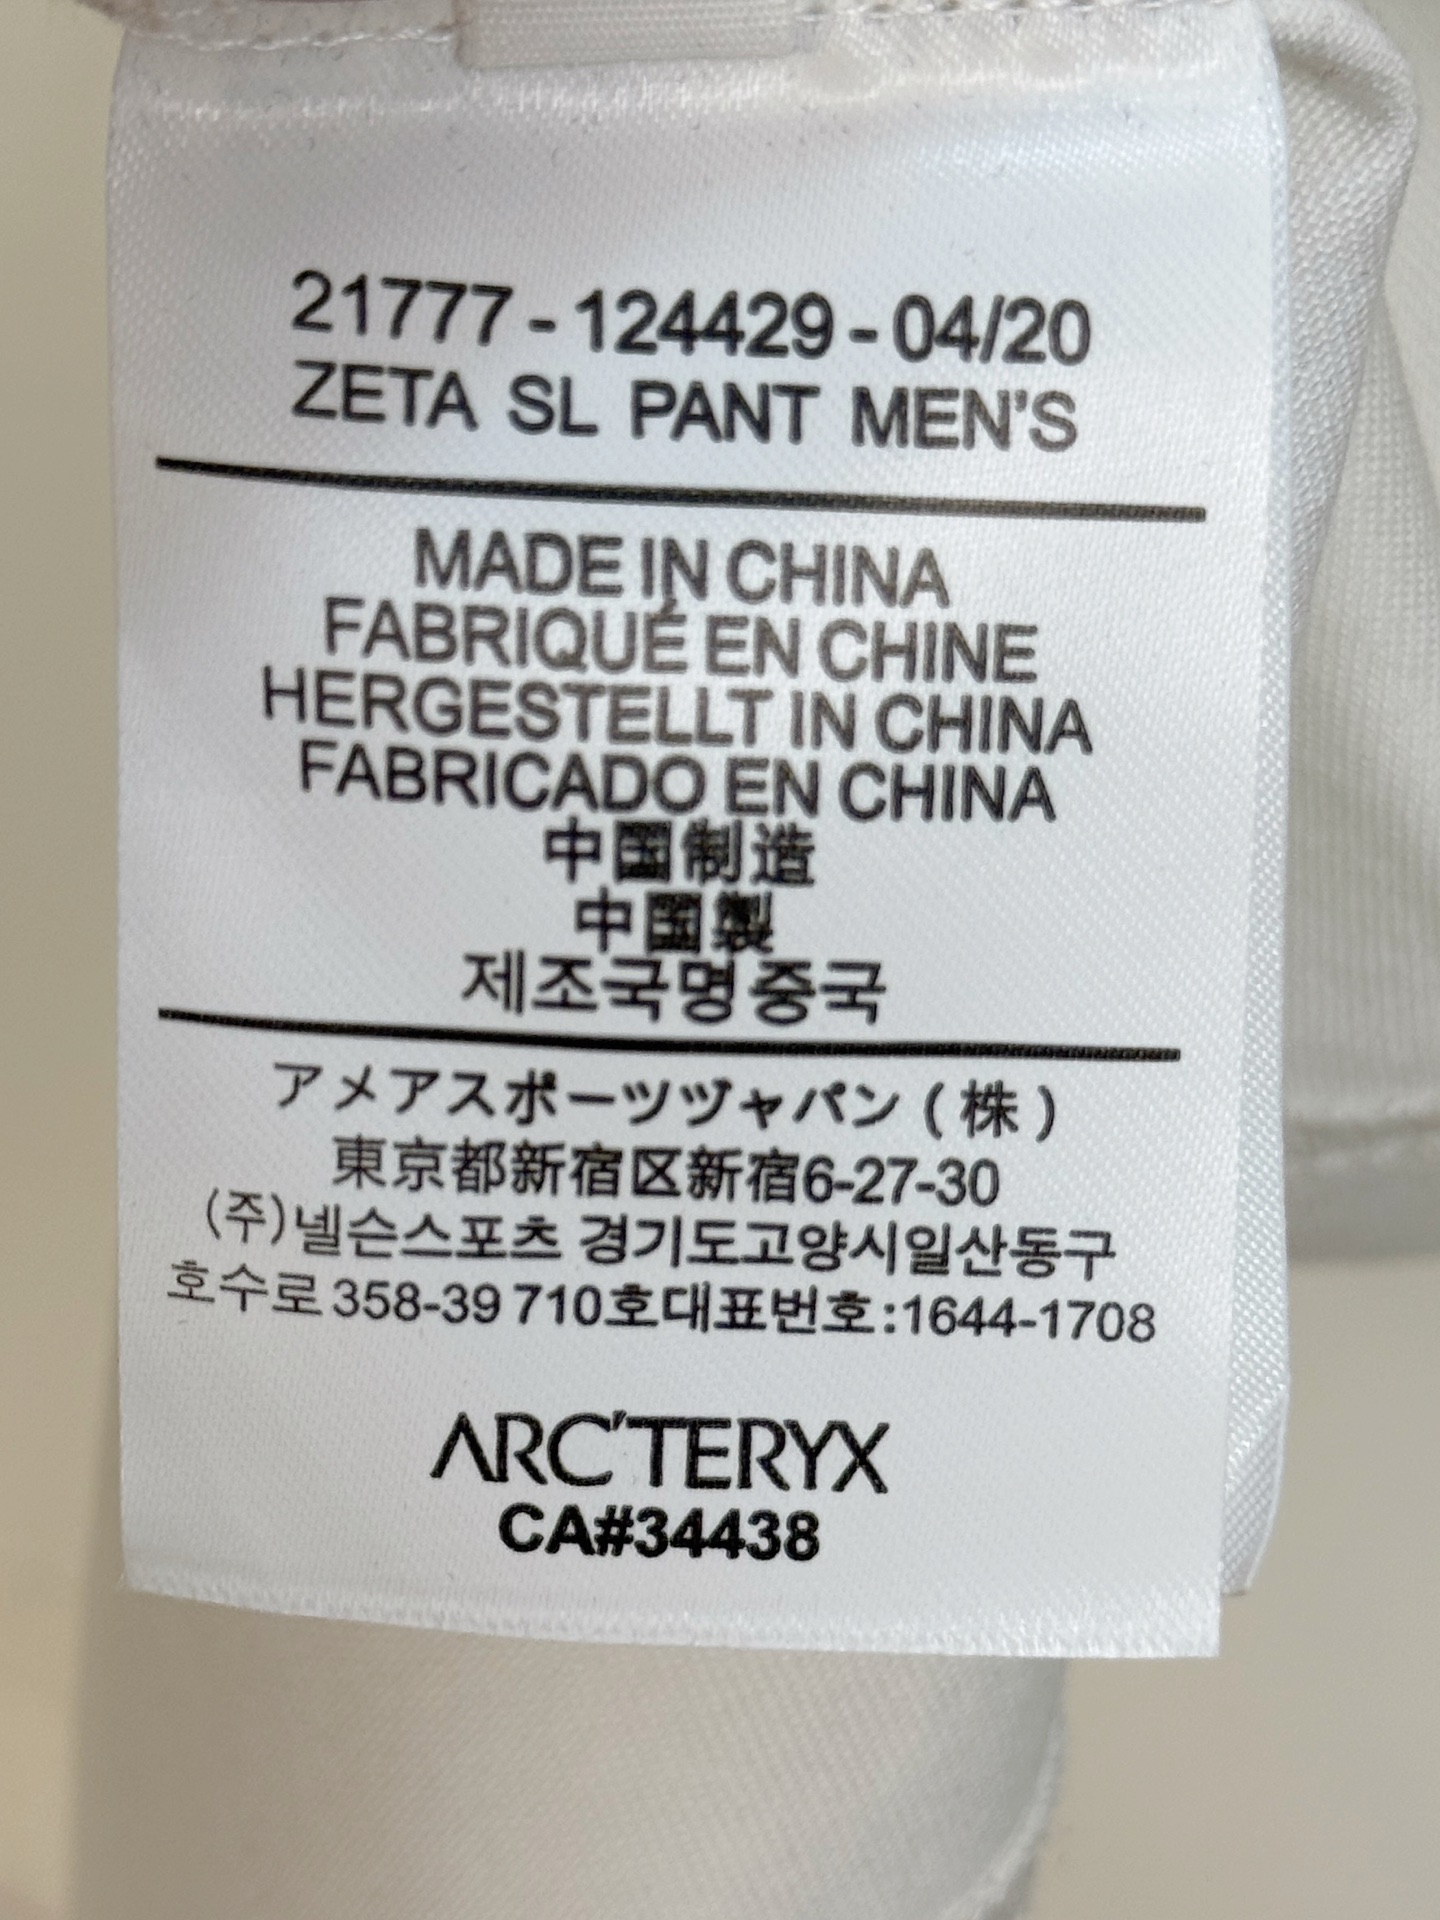 21777 - 124429 - 04/20
ZETA SL PANT MEN'S
MADE IN CHINA
FABRIQUÉ EN CHINE
HERGESTELLT IN CHINA
FABRICADO EN CHINA
中国制造
中国製
제조국명중국
アメアスポーツヅャパン (株)
東京都新宿区新宿6-27-30
(주)넬슨스포츠 경기도고양시일산동구
호수로 358-39 710호대표번호:1644-1708
ARC'TERYX
CA#34438